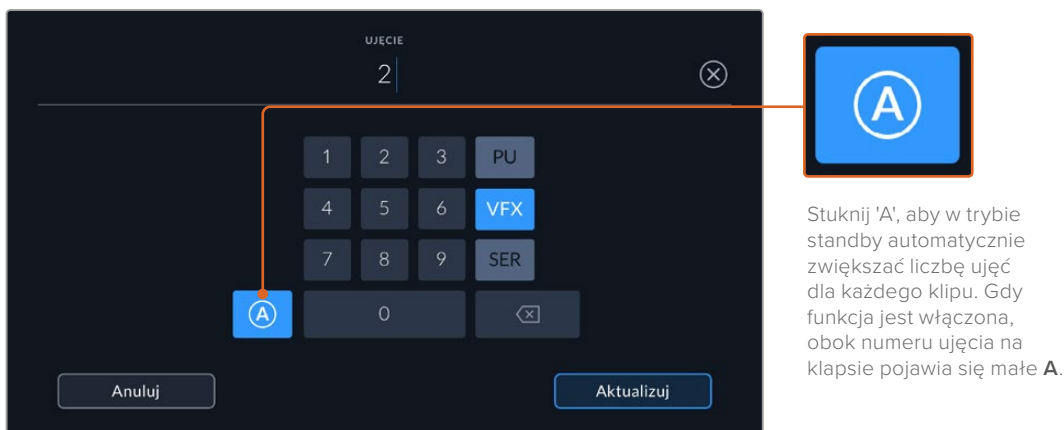 UJĘCIE
2
1 2 3 PU
4 5 6 VFX
7 8 9 SER
A 0
Anuluj Aktualizuj
A
Stuknij 'A', aby w trybie
standby automatycznie
zwiększać liczbę ujęć
dla każdego klipu. Gdy
funkcja jest włączona,
obok numeru ujęcia na
klapsie pojawia się małe A.